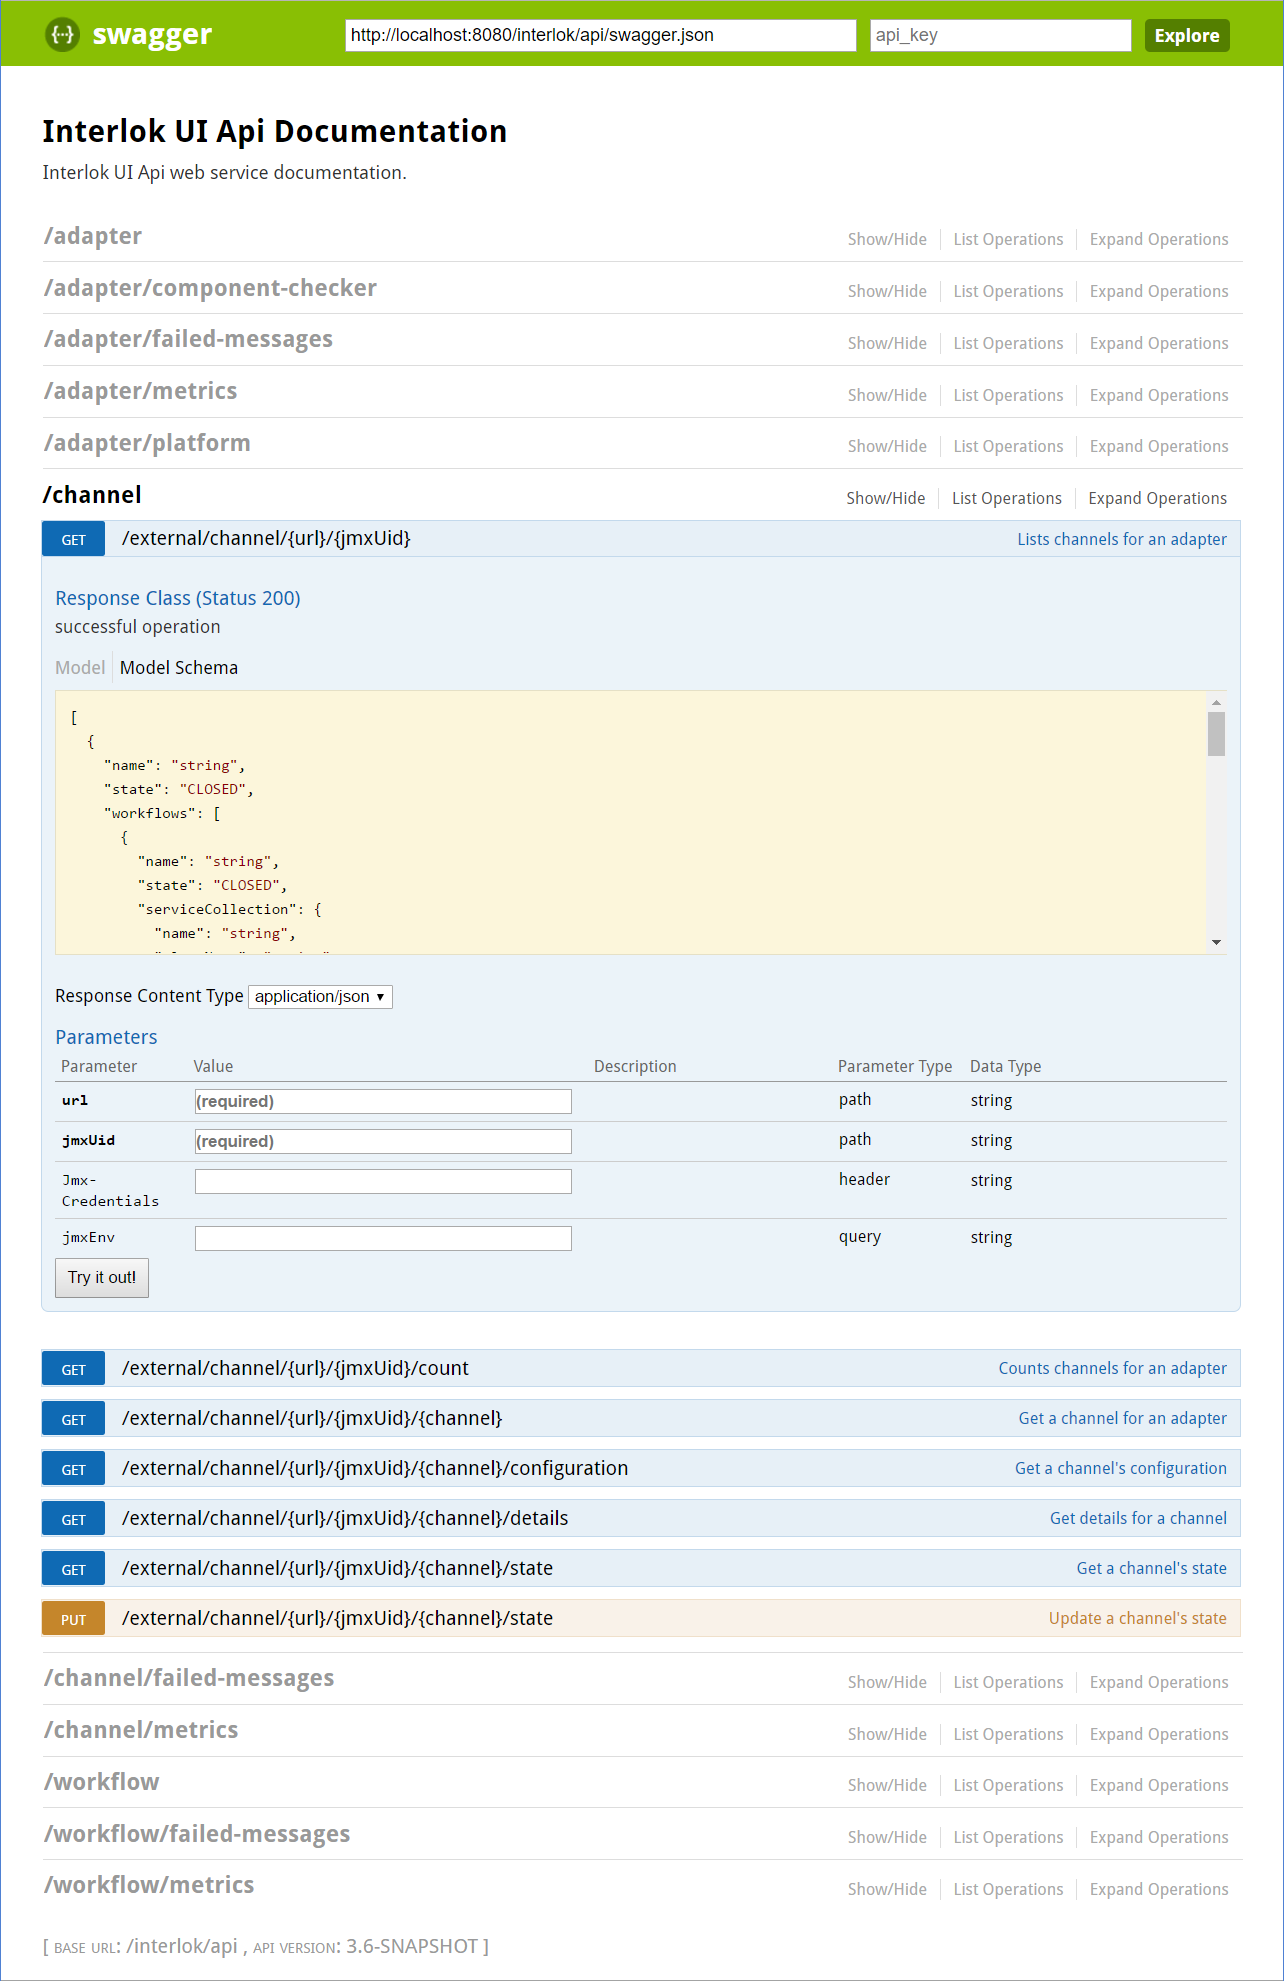 {···} swagger http://localhost:8080/interlok/api/swagger.json api_key Explore
Interlok UI Api Documentation
Interlok UI Api web service documentation.
/adapter Show/Hide List Operations Expand Operations
/adapter/component-checker Show/Hide List Operations Expand Operations
/adapter/failed-messages Show/Hide List Operations Expand Operations
/adapter/metrics Show/Hide List Operations Expand Operations
/adapter/platform Show/Hide List Operations Expand Operations
/channel Show/Hide List Operations Expand Operations
GET /external/channel/{url}/{jmxUid} Lists channels for an adapter
Response Class (Status 200)
successful operation
Model Model Schema
[
{
"name": "string",
"state": "CLOSED",
"workflows": [
{
"name": "string",
"state": "CLOSED",
"serviceCollection": {
"name": "string",
Response Content Type application/json
Parameters
Parameter Value Description Parameter Type Data Type
url (required) path string
jmxUid (required) path string
Jmx- header string
Credentials
jmxEnv query string
Try it out!
GET /external/channel/{url}/{jmxUid}/count Counts channels for an adapter
GET /external/channel/{url}/{jmxUid}/{channel} Get a channel for an adapter
GET /external/channel/{url}/{jmxUid}/{channel}/configuration Get a channel's configuration
GET /external/channel/{url}/{jmxUid}/{channel}/details Get details for a channel
GET /external/channel/{url}/{jmxUid}/{channel}/state Get a channel's state
PUT /external/channel/{url}/{jmxUid}/{channel}/state Update a channel's state
/channel/failed-messages Show/Hide List Operations Expand Operations
/channel/metrics Show/Hide List Operations Expand Operations
/workflow Show/Hide List Operations Expand Operations
/workflow/failed-messages Show/Hide List Operations Expand Operations
/workflow/metrics Show/Hide List Operations Expand Operations
[ BASE URL: /interlok/api , API VERSION: 3.6-SNAPSHOT ]